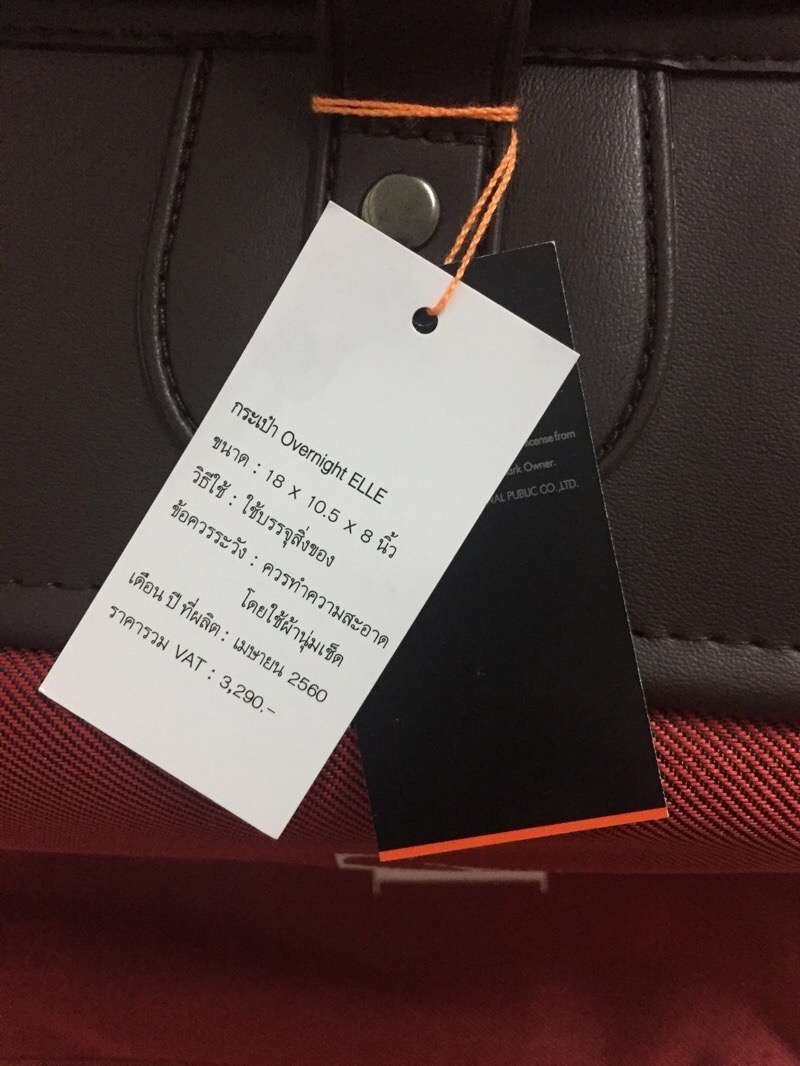 กระเป๋า Overnight ELLE
ขนาด : 18 x 10.5 x 8 นิ้ว
วิธีใช้ : ใช้บรรจุสิ่งของ
ข้อควรระวัง : ควรทำความสะอาด
โดยใช้ผ้านุ่มเช็ด
เดือน ปี ที่ผลิต : เมษายน 2560
ราคารวม VAT : 3,290.-
from
Owner.
PUBLIC CO.,LTD.